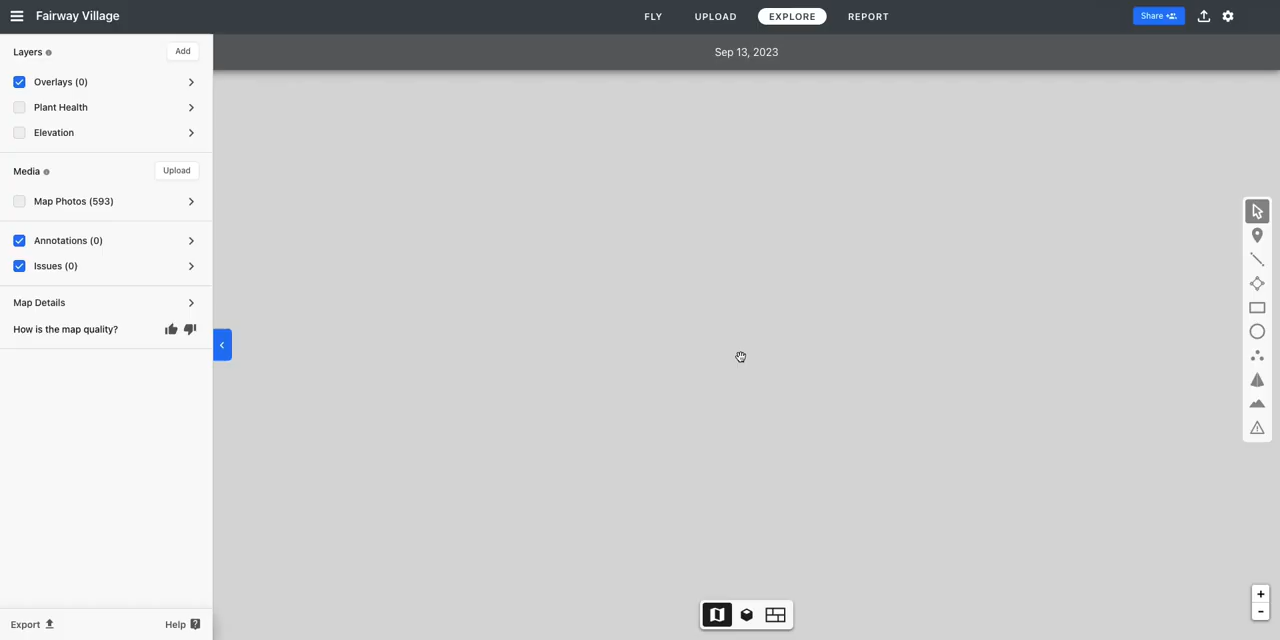 Fairway Village
FLY
UPLOAD
EXPLORE
REPORT
Share
Sep 13, 2023
Layers
Add
Overlays (0)
Plant Health
Elevation
Media
Upload
Map Photos (593)
Annotations (0)
Issues (0)
Map Details
How is the map quality?
Export
Help
+
-